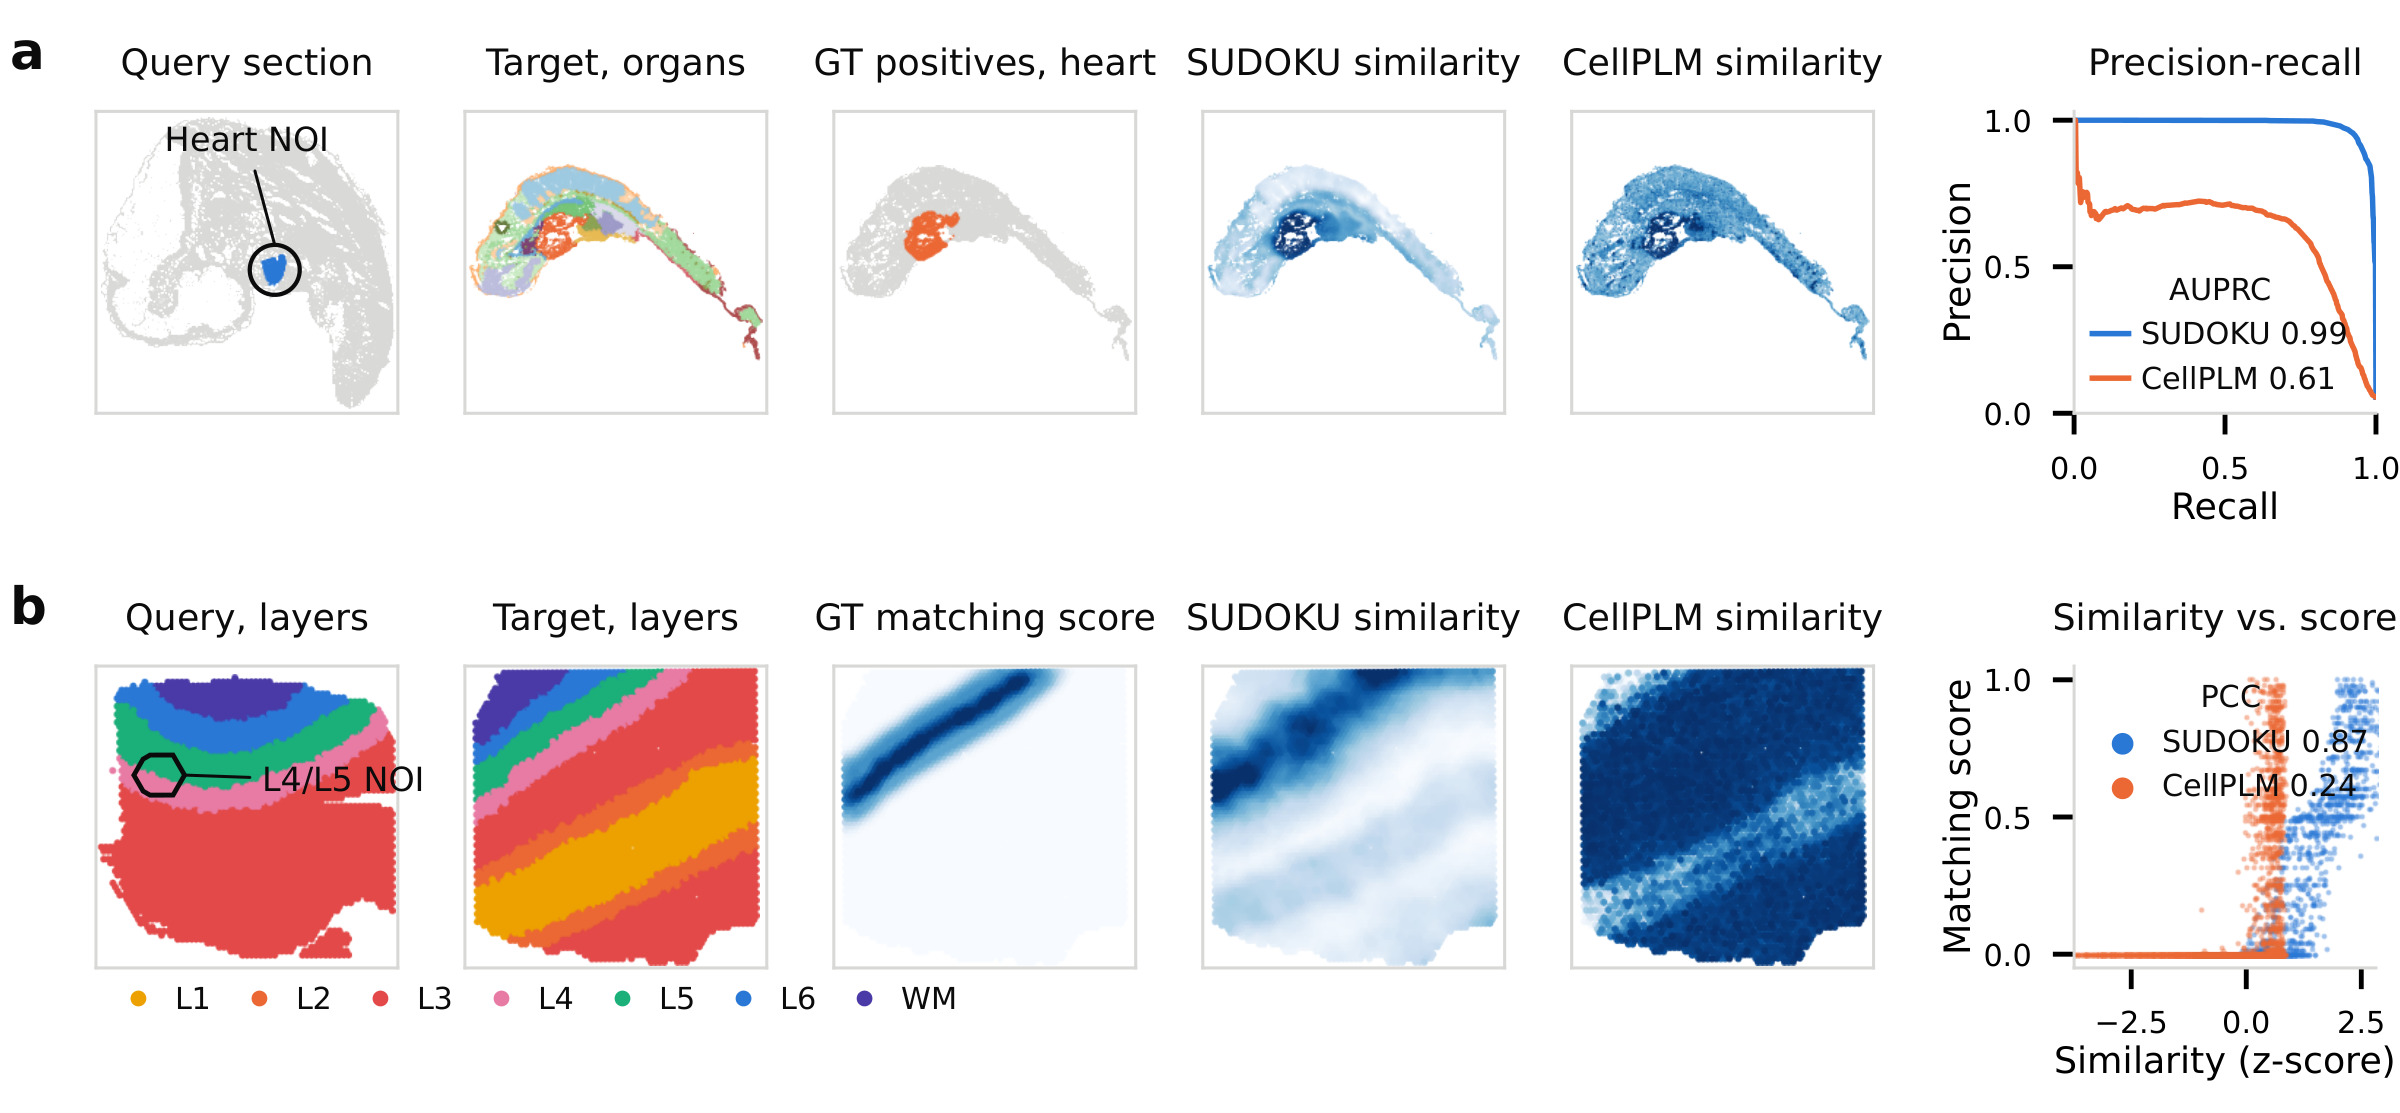 a
Query section
Target, organs
GT positives, heart
SUDOKU similarity
CellPLM similarity
Precision-recall
Heart NOI
1.0
0.5
0.0
Precision
AUPRC
SUDOKU 0.99
CellPLM 0.61
0.0
0.5
1.0
Recall
b
Query, layers
Target, layers
GT matching score
SUDOKU similarity
CellPLM similarity
Similarity vs. score
L4/L5 NOI
1.0
0.5
0.0
Matching score
PCC
SUDOKU 0.87
CellPLM 0.24
L1 L2 L3 L4 L5 L6 WM
−2.5
0.0
2.5
Similarity (z-score)